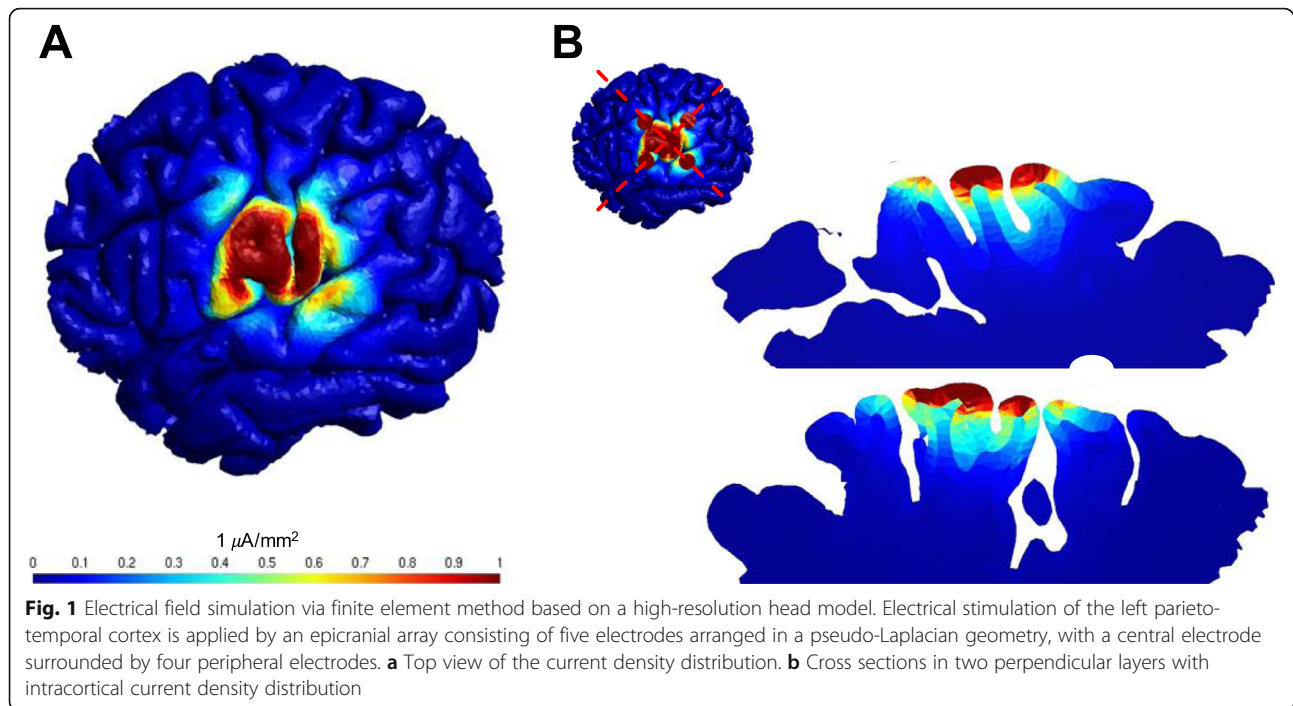 A
B
1 μA/mm²
0 0.1 0.2 0.3 0.4 0.5 0.6 0.7 0.8 0.9 1
Fig. 1 Electrical field simulation via finite element method based on a high-resolution head model. Electrical stimulation of the left parieto-
temporal cortex is applied by an epicranial array consisting of five electrodes arranged in a pseudo-Laplacian geometry, with a central electrode
surrounded by four peripheral electrodes. a Top view of the current density distribution. b Cross sections in two perpendicular layers with
intracortical current density distribution